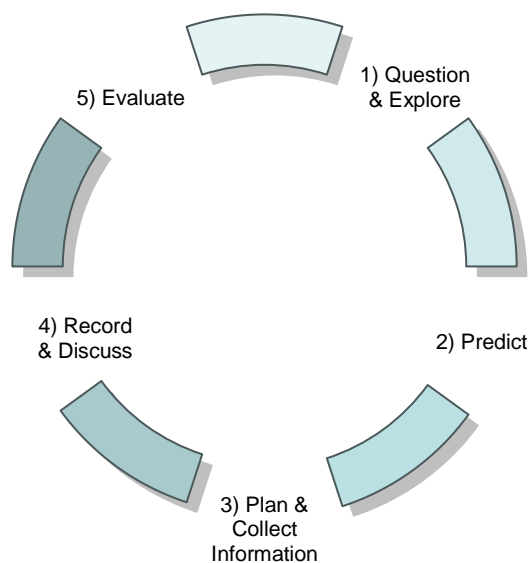 1) Question
& Explore
2) Predict
3) Plan &
Collect
Information
4) Record
& Discuss
5) Evaluate